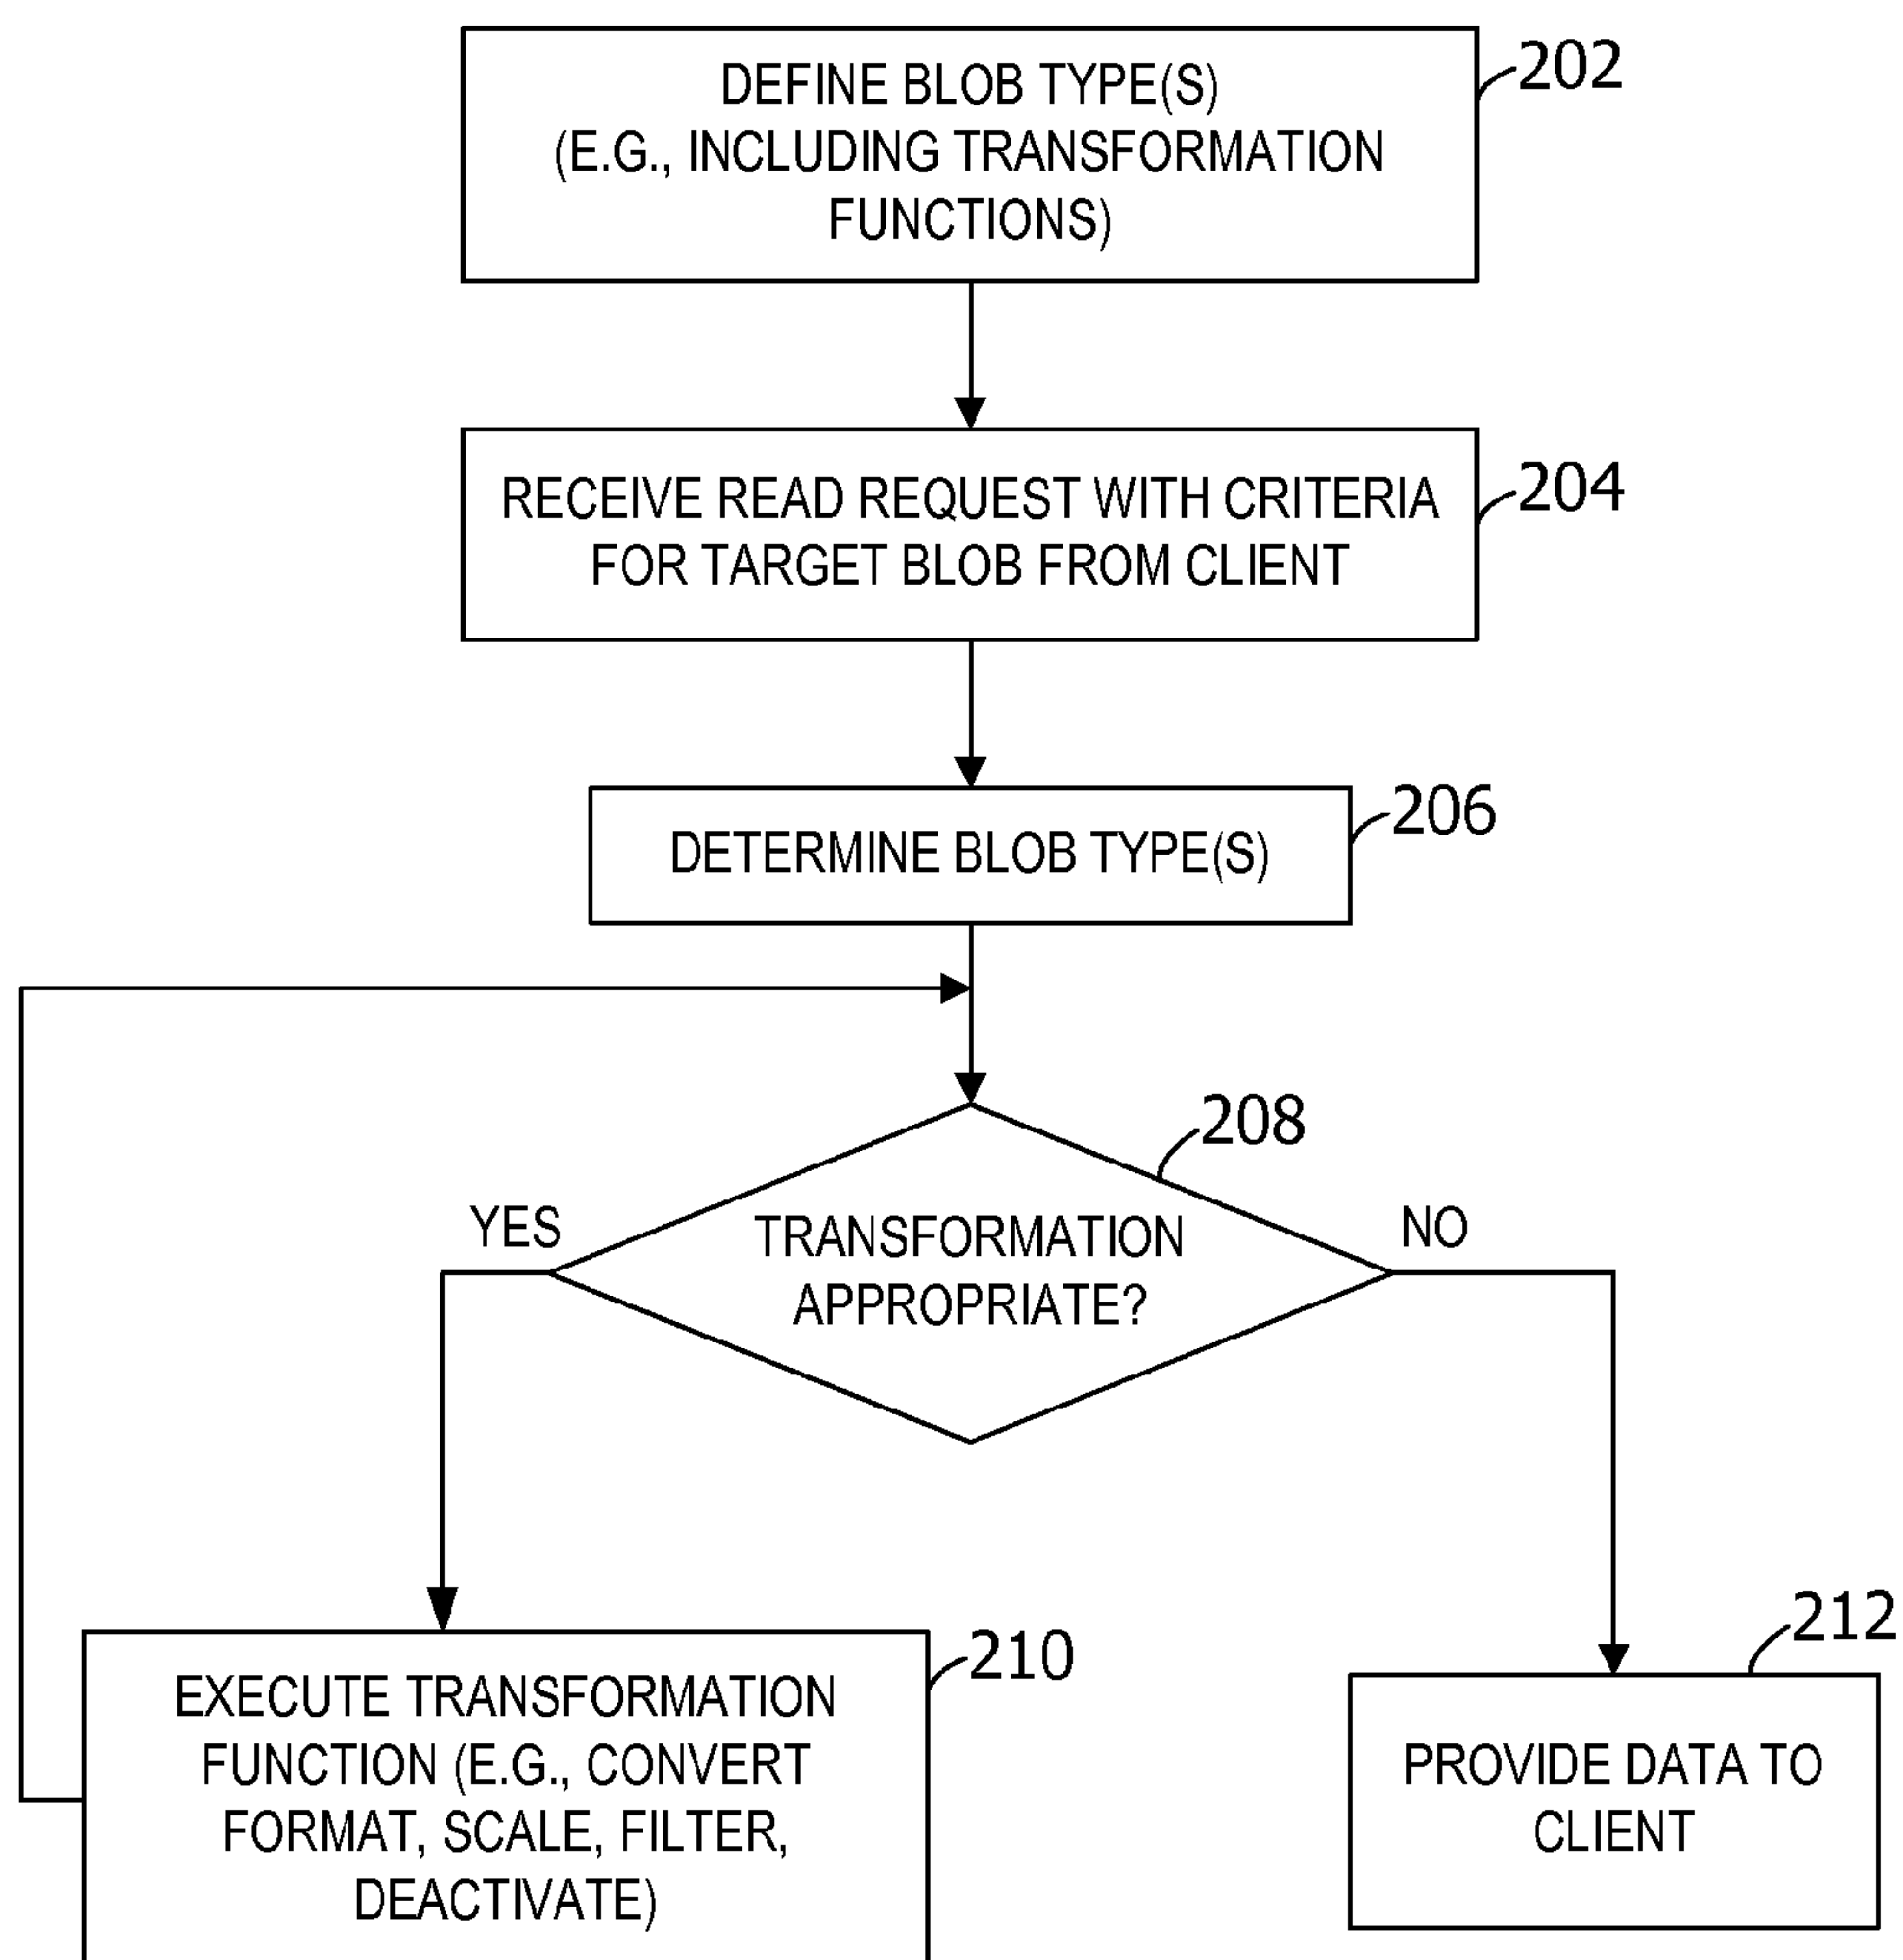 DEFINE BLOB TYPE(S)
(E.G., INCLUDING TRANSFORMATION
FUNCTIONS)
202
RECEIVE READ REQUEST WITH CRITERIA
FOR TARGET BLOB FROM CLIENT
204
DETERMINE BLOB TYPE(S)
206
208
YES
TRANSFORMATION
APPROPRIATE?
NO
EXECUTE TRANSFORMATION
FUNCTION (E.G., CONVERT
FORMAT, SCALE, FILTER,
DEACTIVATE)
210
212
PROVIDE DATA TO
CLIENT